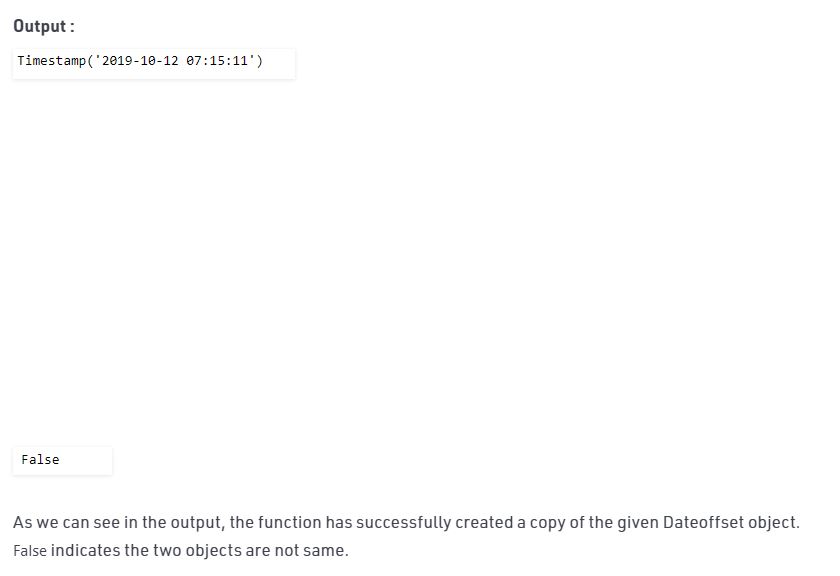 Output :
Timestamp('2019-10-12 07:15:11')
False
As we can see in the output, the function has successfully created a copy of the given Dateoffset object.
False indicates the two objects are not same.